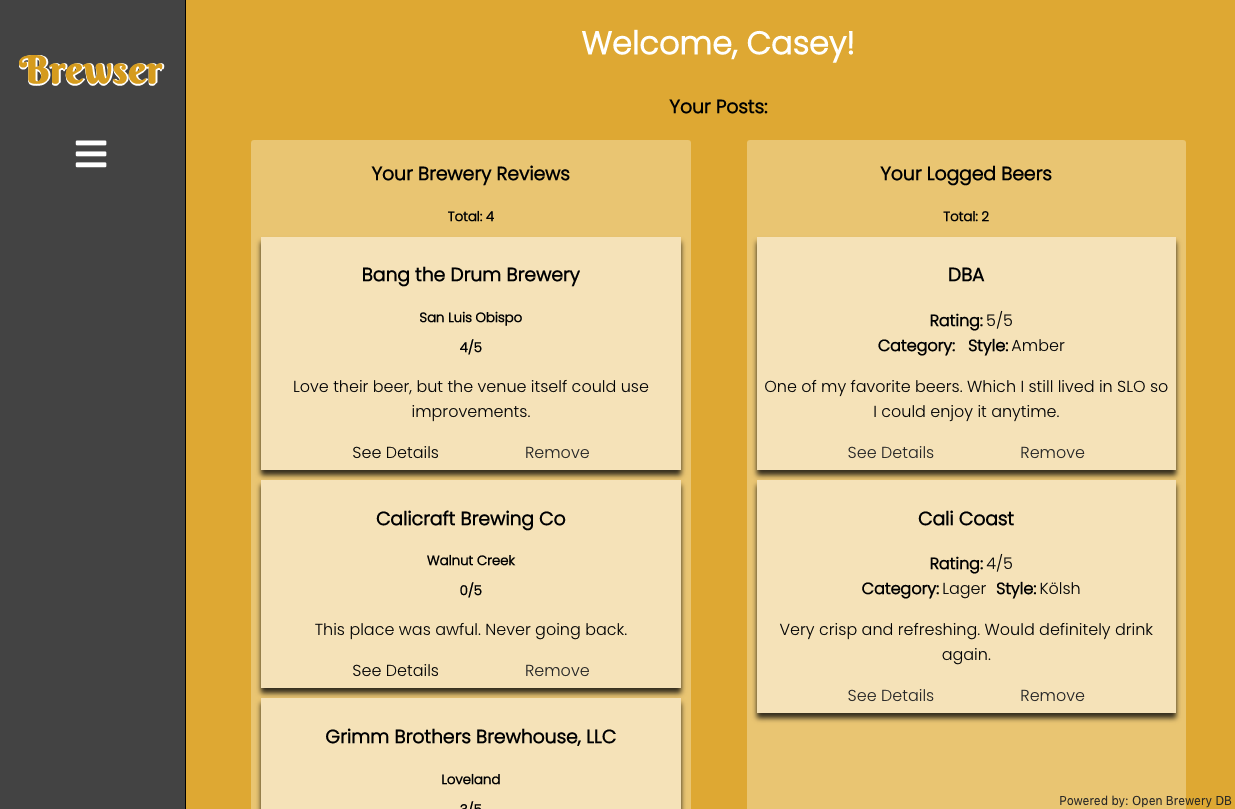 Brewser
Welcome, Casey!
Your Posts:
Your Brewery Reviews
Total: 4
Bang the Drum Brewery
San Luis Obispo
4/5
Love their beer, but the venue itself could use
improvements.
See Details Remove
Calicraft Brewing Co
Walnut Creek
0/5
This place was awful. Never going back.
See Details Remove
Grimm Brothers Brewhouse, LLC
Loveland
Your Logged Beers
Total: 2
DBA
Rating: 5/5
Category: Style: Amber
One of my favorite beers. Which I still lived in SLO so
I could enjoy it anytime.
See Details Remove
Cali Coast
Rating: 4/5
Category: Lager Style: Kölsh
Very crisp and refreshing. Would definitely drink
again.
See Details Remove
Powered by: Open Brewery DB